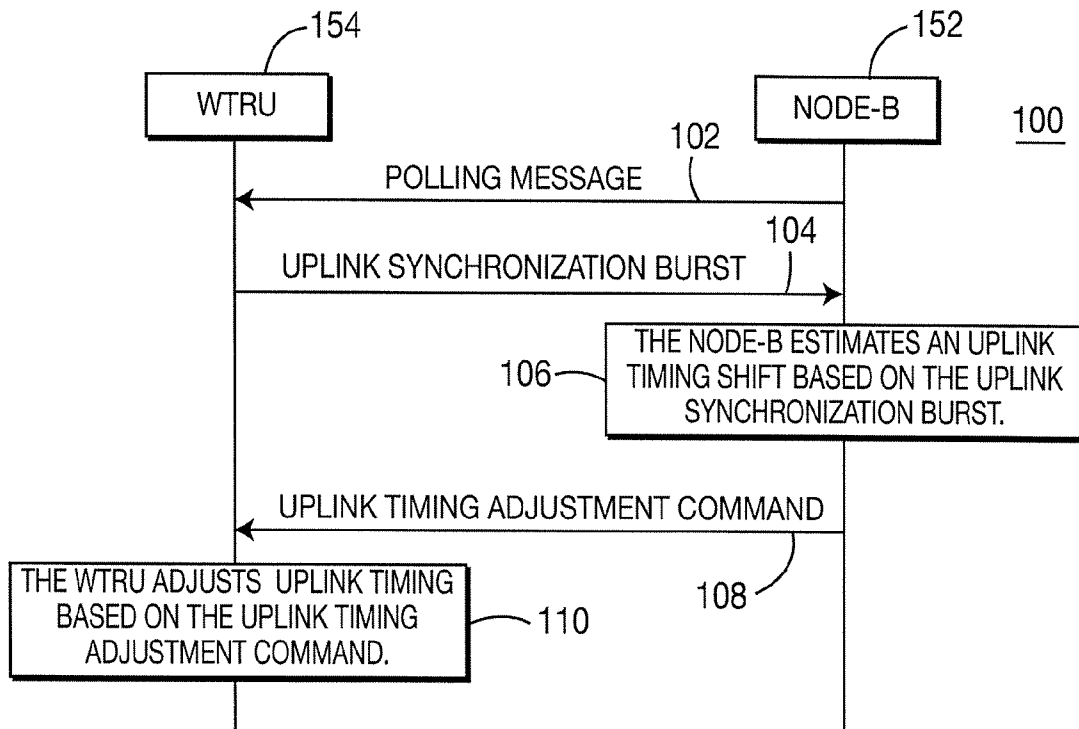 154
152
WTRU
NODE-B
100
102
POLLING MESSAGE
104
UPLINK SYNCHRONIZATION BURST
THE NODE-B ESTIMATES AN UPLINK
TIMING SHIFT BASED ON THE UPLINK
SYNCHRONIZATION BURST.
106
UPLINK TIMING ADJUSTMENT COMMAND
108
THE WTRU ADJUSTS UPLINK TIMING
BASED ON THE UPLINK TIMING
ADJUSTMENT COMMAND.
110